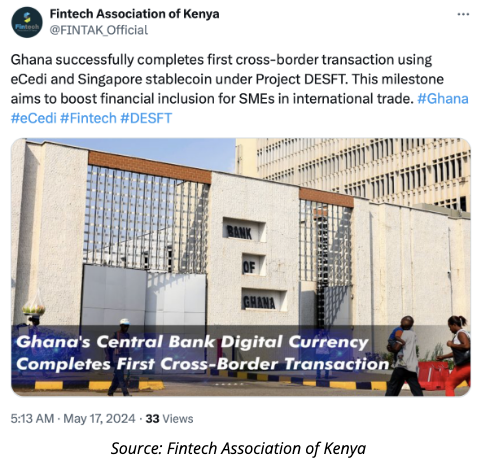 Fintech Association of Kenya
@FINTAK_Official
Ghana successfully completes first cross-border transaction using
eCedi and Singapore stablecoin under Project DESFT. This milestone
aims to boost financial inclusion for SMEs in international trade. #Ghana
#eCedi #Fintech #DESFT
BANK
OF
GHANA
Ghana's Central Bank Digital Currency
Completes First Cross-Border Transaction
5:13 AM · May 17, 2024 · 33 Views
Source: Fintech Association of Kenya